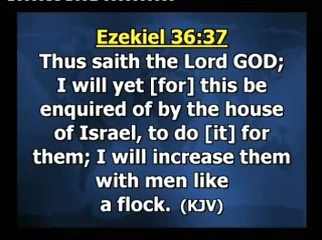 Ezekiel 36:37
Thus saith the Lord GOD;
I will yet [for] this be
enquired of by the house
of Israel, to do [it] for
them; I will increase them
with men like
a flock. (KJV)